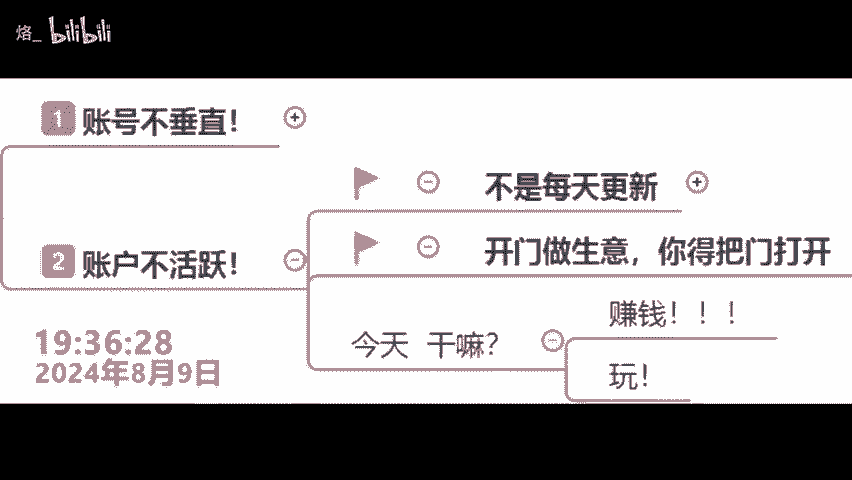 烙_ bilibili
1 账号不垂直！
不是每天更新
开门做生意，你得把门打开
2 账户不活跃！
赚钱！！！
今天 干嘛？
玩！
19:36:28
2024年8月9日